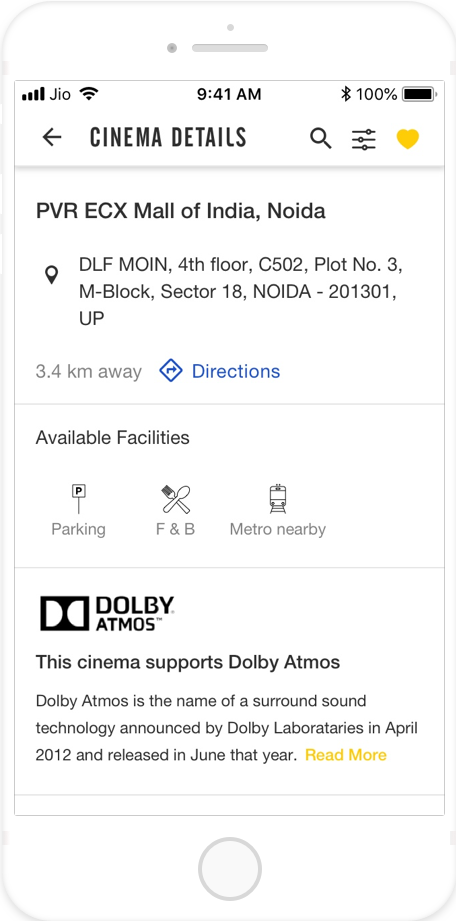 Jio
9:41 AM
100%
CINEMA DETAILS
PVR ECX Mall of India, Noida
DLF MOIN, 4th floor, C502, Plot No. 3,
M-Block, Sector 18, NOIDA - 201301,
UP
3.4 km away
Directions
Available Facilities
P
Parking
F & B
Metro nearby
DOLBY
ATMOS™
This cinema supports Dolby Atmos
Dolby Atmos is the name of a surround sound
technology announced by Dolby Laborataries in April
2012 and released in June that year. Read More